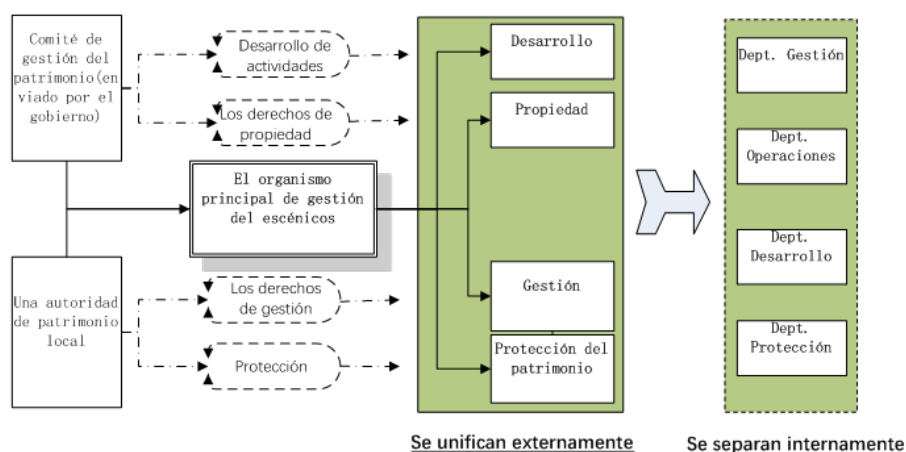 Comité de
gestión del
patrimonio(en
viado por el
gobierno)
Desarrollo de
actividades
Los derechos de
propiedad
El organismo
principal de gestión
del escénicos
Una autoridad
de patrimonio
local
Los derechos
de gestión
Protección
Desarrollo
Propiedad
Gestión
Protección del
patrimonio
Se unifican externamente
Dept. Gestión
Dept.
Operaciones
Dept.
Desarrollo
Dept.
Protección
Se separan internamente